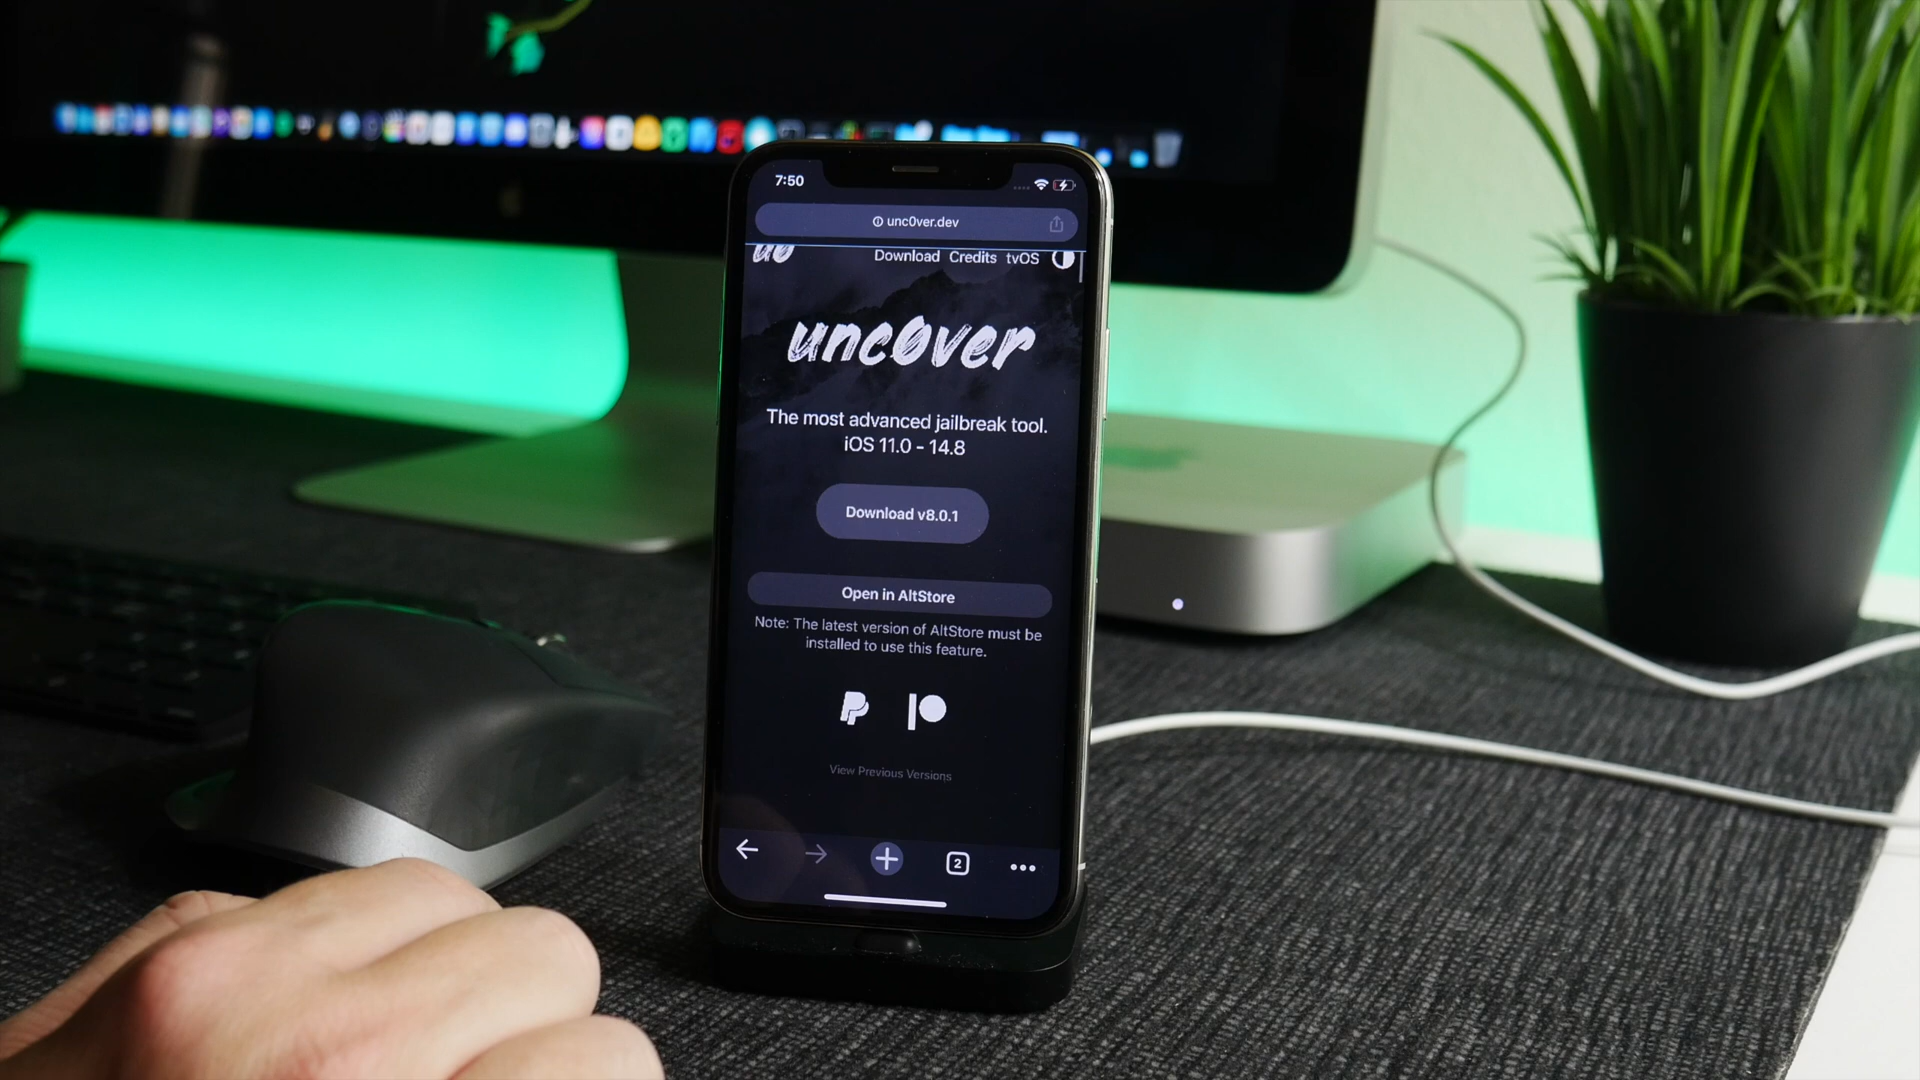 7:50
unc0ver.dev
u0
Download Credits tvOS
unc0ver
The most advanced jailbreak tool.
iOS 11.0 - 14.8
Download v8.0.1
Open in AltStore
Note: The latest version of AltStore must be
installed to use this feature.
View Previous Versions
2